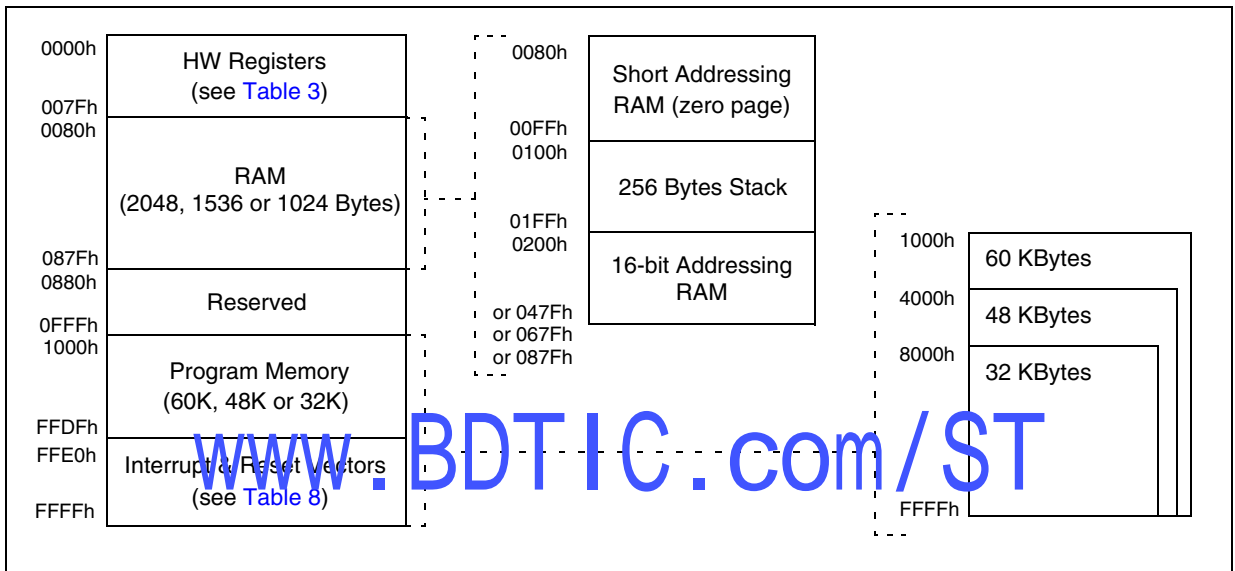 0000h
HW Registers
(see Table 3)
007Fh
0080h
RAM
(2048, 1536 or 1024 Bytes)
087Fh
0880h
Reserved
0FFFh
1000h
Program Memory
(60K, 48K or 32K)
FFDFh
FFE0h
Interrupt & Reset Vectors
(see Table 8)
FFFFh
0080h
Short Addressing
RAM (zero page)
00FFh
0100h
256 Bytes Stack
01FFh
0200h
16-bit Addressing
RAM
or 047Fh
or 067Fh
or 087Fh
1000h
60 KBytes
4000h
48 KBytes
8000h
32 KBytes
FFFFh
www.BDTIC.com/ST